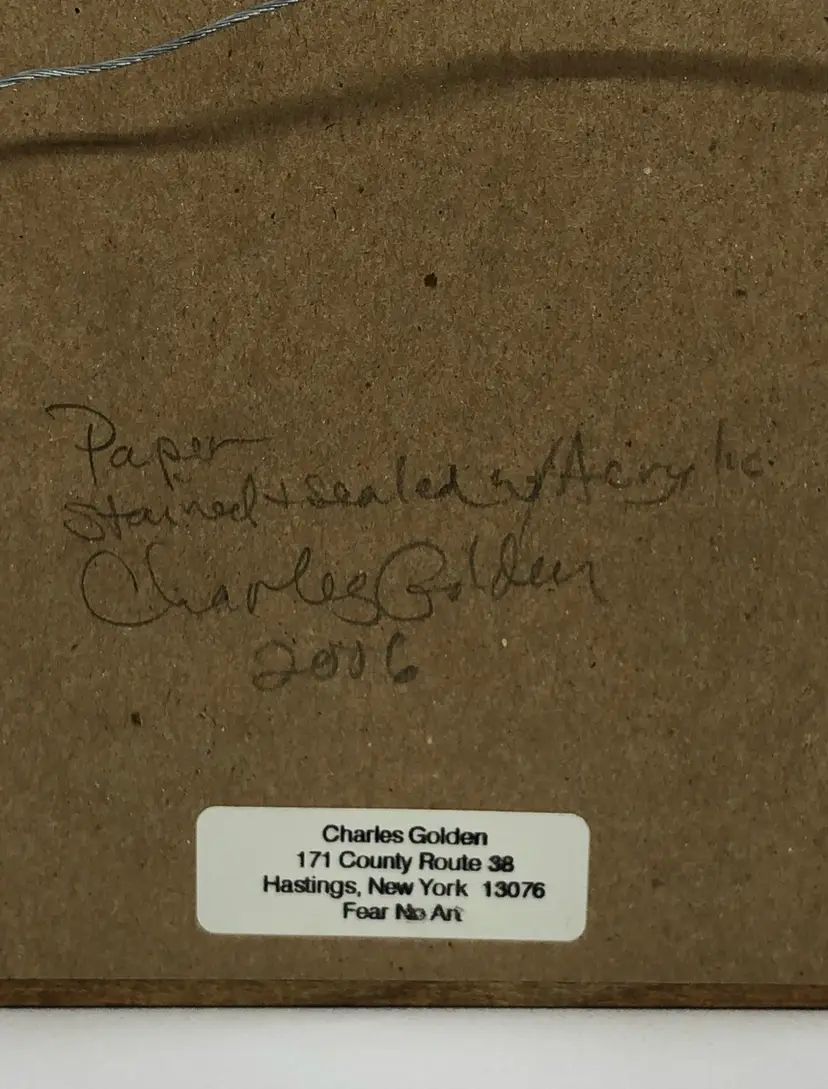 Paper
stained + sealed w/ Acrylic.
Charles Golden
2006
Charles Golden
171 County Route 38
Hastings, New York 13076
Fear No Art